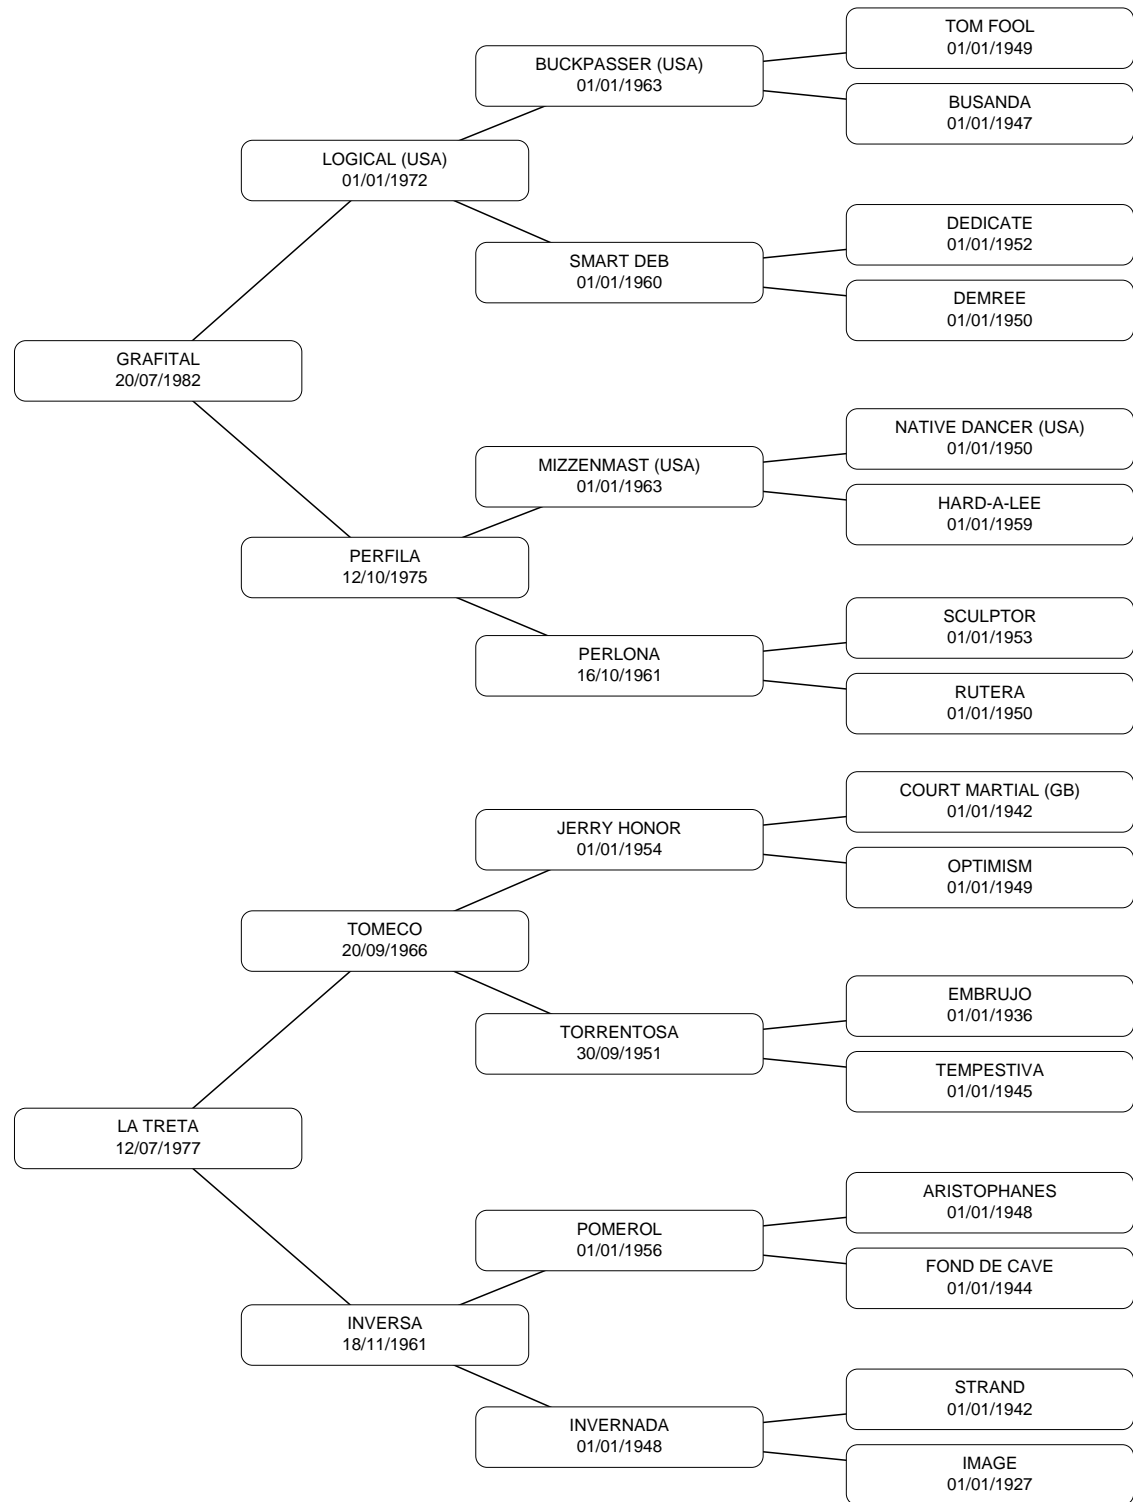 TOM FOOL
01/01/1949
BUCKPASSER (USA)
01/01/1963
BUSANDA
01/01/1947
LOGICAL (USA)
01/01/1972
DEDICATE
01/01/1952
SMART DEB
01/01/1960
DEMREE
01/01/1950
GRAFITAL
20/07/1982
NATIVE DANCER (USA)
01/01/1950
MIZZENMAST (USA)
01/01/1963
HARD-A-LEE
01/01/1959
PERFILA
12/10/1975
SCULPTOR
01/01/1953
PERLONA
16/10/1961
RUTERA
01/01/1950
COURT MARTIAL (GB)
01/01/1942
JERRY HONOR
01/01/1954
OPTIMISM
01/01/1949
TOMECO
20/09/1966
EMBRUJO
01/01/1936
TORRENTOSA
30/09/1951
TEMPESTIVA
01/01/1945
LA TRETA
12/07/1977
ARISTOPHANES
01/01/1948
POMEROL
01/01/1956
FOND DE CAVE
01/01/1944
INVERSA
18/11/1961
STRAND
01/01/1942
INVERNADA
01/01/1948
IMAGE
01/01/1927